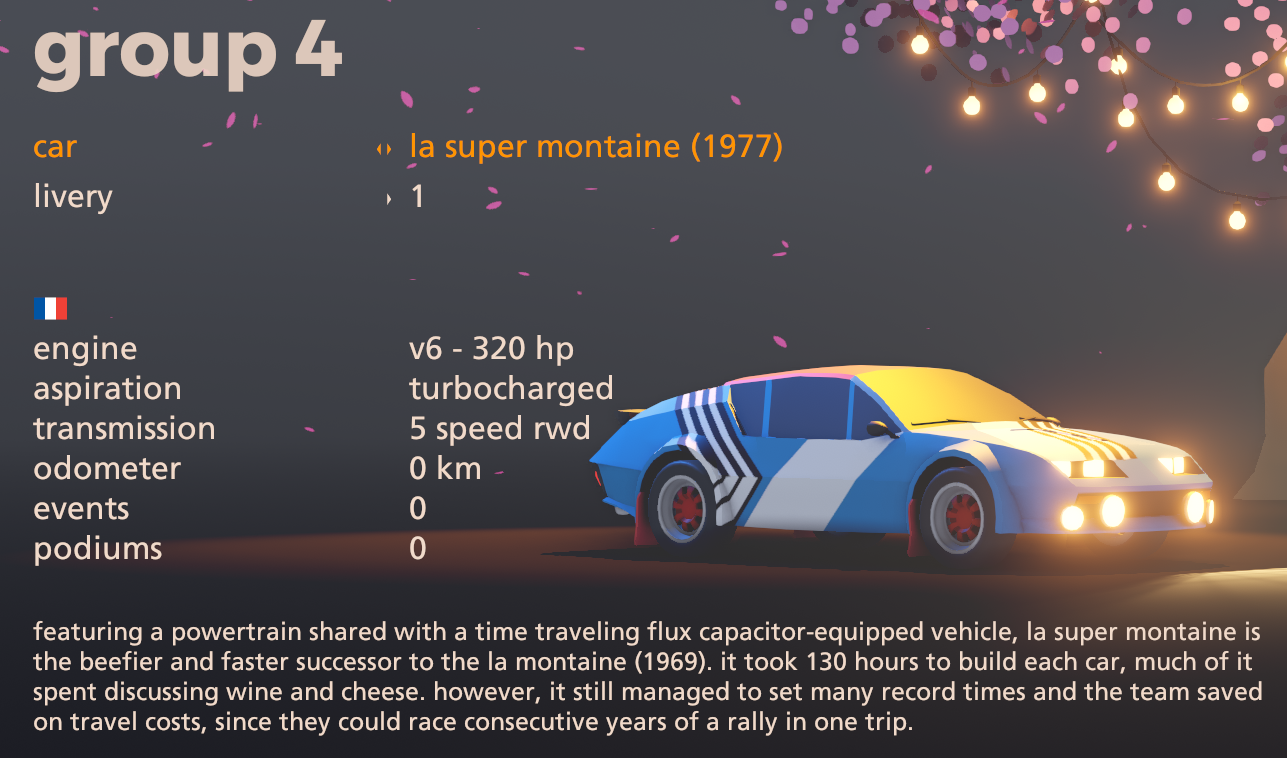 group 4
car la super montaine (1977)
livery 1
engine v6 - 320 hp
aspiration turbocharged
transmission 5 speed rwd
odometer 0 km
events 0
podiums 0
featuring a powertrain shared with a time traveling flux capacitor-equipped vehicle, la super montaine is
the beefier and faster successor to the la montaine (1969). it took 130 hours to build each car, much of it
spent discussing wine and cheese. however, it still managed to set many record times and the team saved
on travel costs, since they could race consecutive years of a rally in one trip.